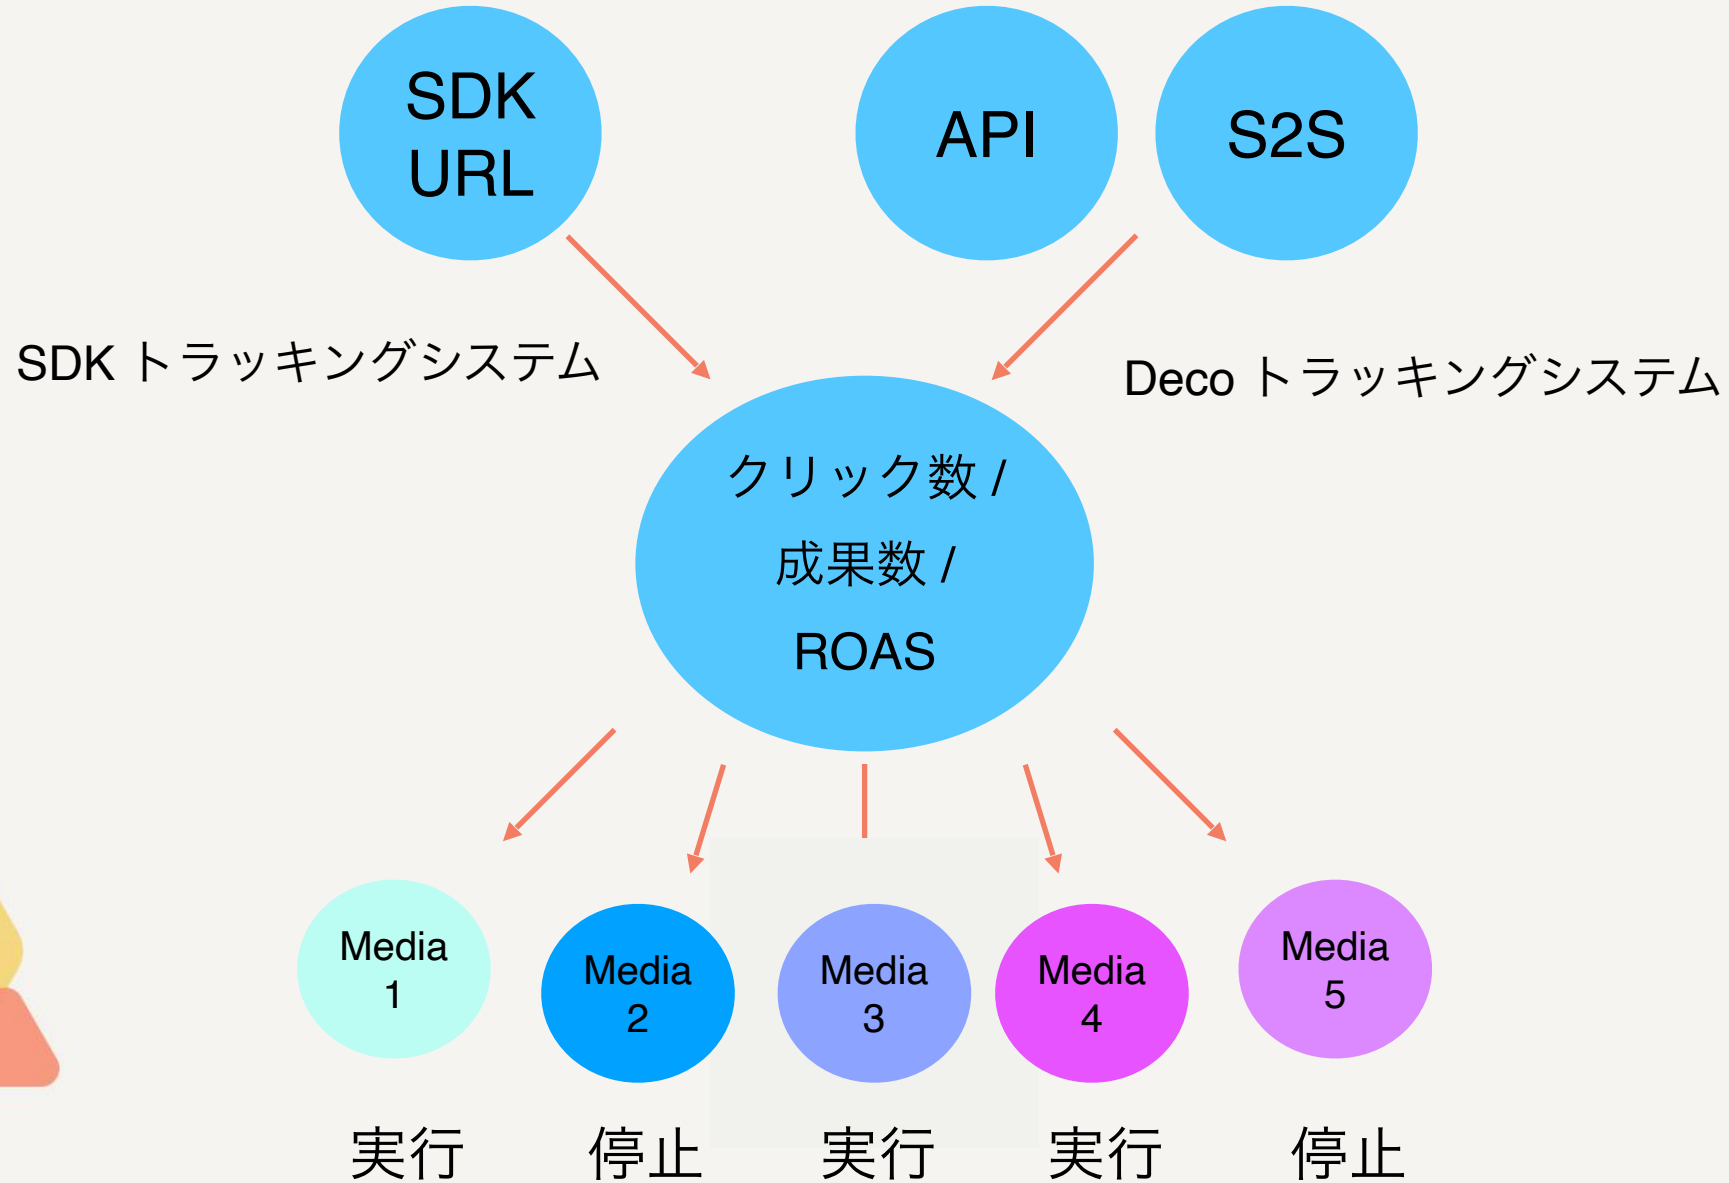 SDK
URL
API
S2S
SDK トラッキングシステム
Deco トラッキングシステム
クリック数 /
成果数 /
ROAS
Media
1
Media
2
Media
3
Media
4
Media
5
実行
停止
実行
実行
停止